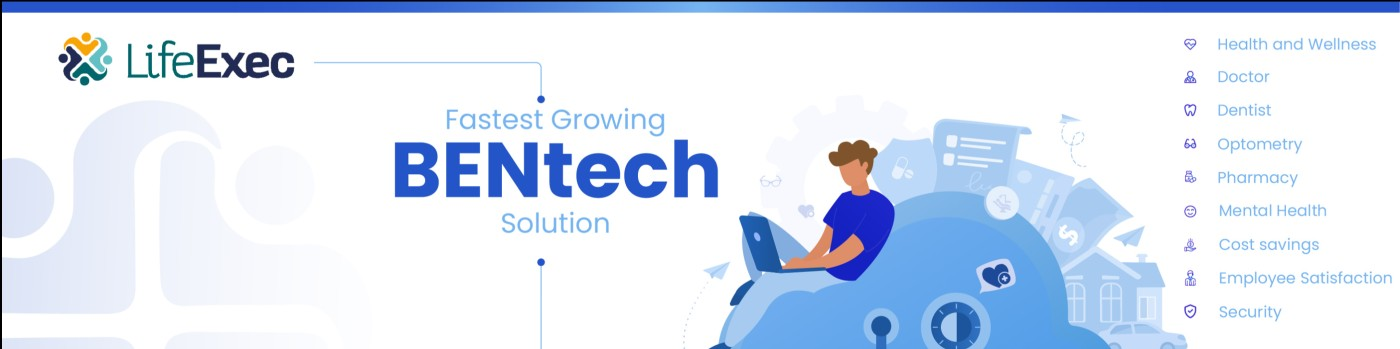 LifeExec
Fastest Growing
BENtech
Solution
Health and Wellness
Doctor
Dentist
Optometry
Pharmacy
Mental Health
Cost savings
Employee Satisfaction
Security